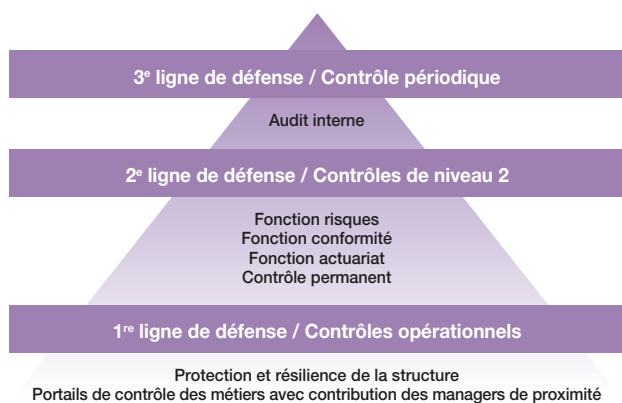 3e ligne de défense / Contrôle périodique
Audit interne
2e ligne de défense / Contrôles de niveau 2
Fonction risques
Fonction conformité
Fonction actuariat
Contrôle permanent
1re ligne de défense / Contrôles opérationnels
Protection et résilience de la structure
Portails de contrôle des métiers avec contribution des managers de proximité